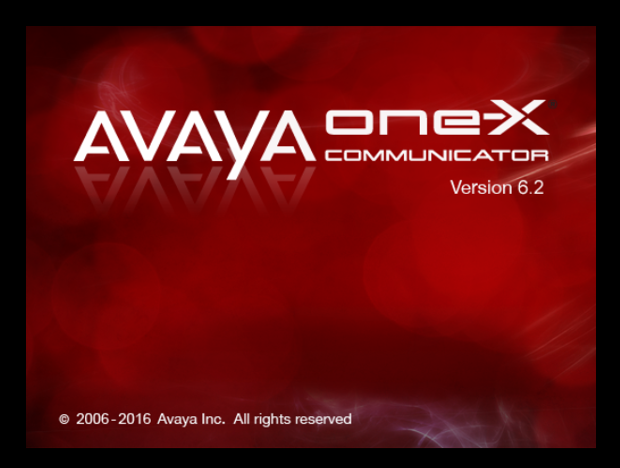 AVAYA one-X
COMMUNICATOR
Version 6.2
© 2006-2016 Avaya Inc. All rights reserved